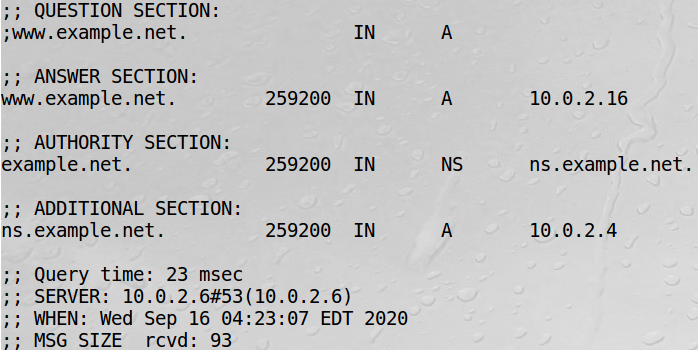 ;; QUESTION SECTION:
;www.example.net. IN A
;; ANSWER SECTION:
www.example.net. 259200 IN A 10.0.2.16
;; AUTHORITY SECTION:
example.net. 259200 IN NS ns.example.net.
;; ADDITIONAL SECTION:
ns.example.net. 259200 IN A 10.0.2.4
;; Query time: 23 msec
;; SERVER: 10.0.2.6#53(10.0.2.6)
;; WHEN: Wed Sep 16 04:23:07 EDT 2020
;; MSG SIZE rcvd: 93